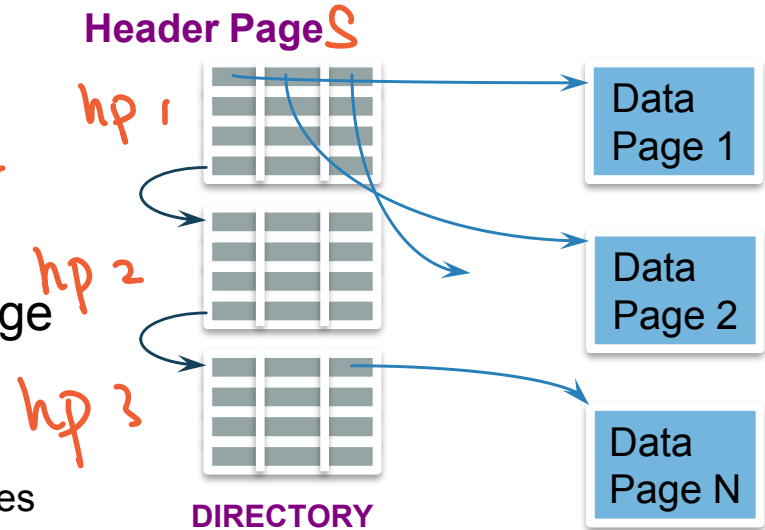 Header Pages
hp 1
Data
Page 1
hp 2
ge
Data
Page 2
hp 3
Data
Page N
es
DIRECTORY